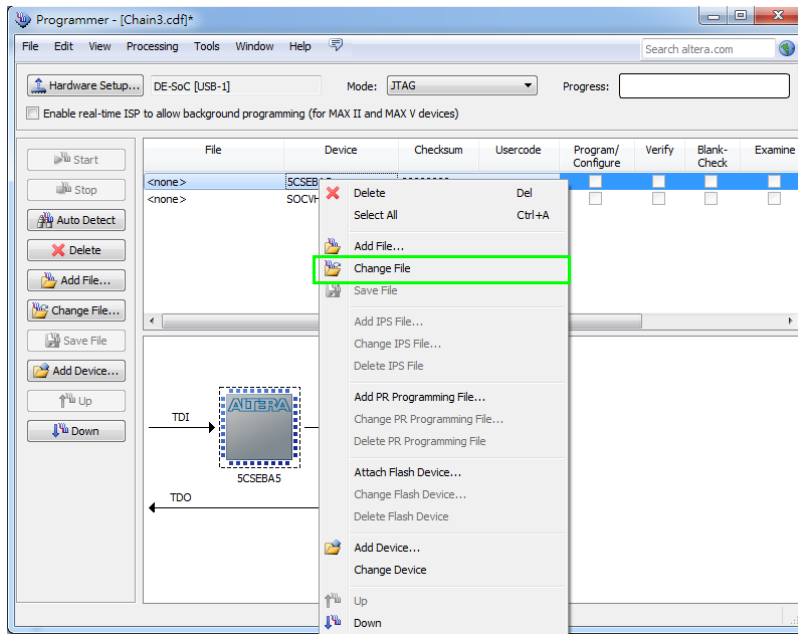 Programmer - [Chain3.cdf]*
File Edit View Processing Tools Window Help
Search altera.com
Hardware Setup... DE-SoC [USB-1] Mode: JTAG Progress:
Enable real-time ISP to allow background programming (for MAX II and MAX V devices)
Start
Stop
Auto Detect
Delete
Add File...
Change File...
Save File
Add Device...
Up
Down
File Device Checksum Usercode Program/ Configure Verify Blank- Check Examine
<none>
<none> SOCVH
Delete Del
Select All Ctrl+A
Add File...
Change File
Save File
Add IPS File...
Change IPS File...
Delete IPS File
Add PR Programming File...
Change PR Programming File...
Delete PR Programming File
Attach Flash Device...
Change Flash Device...
Delete Flash Device
Add Device...
Change Device
Up
Down
TDI
ALTERA
5CSEBA5
TDO